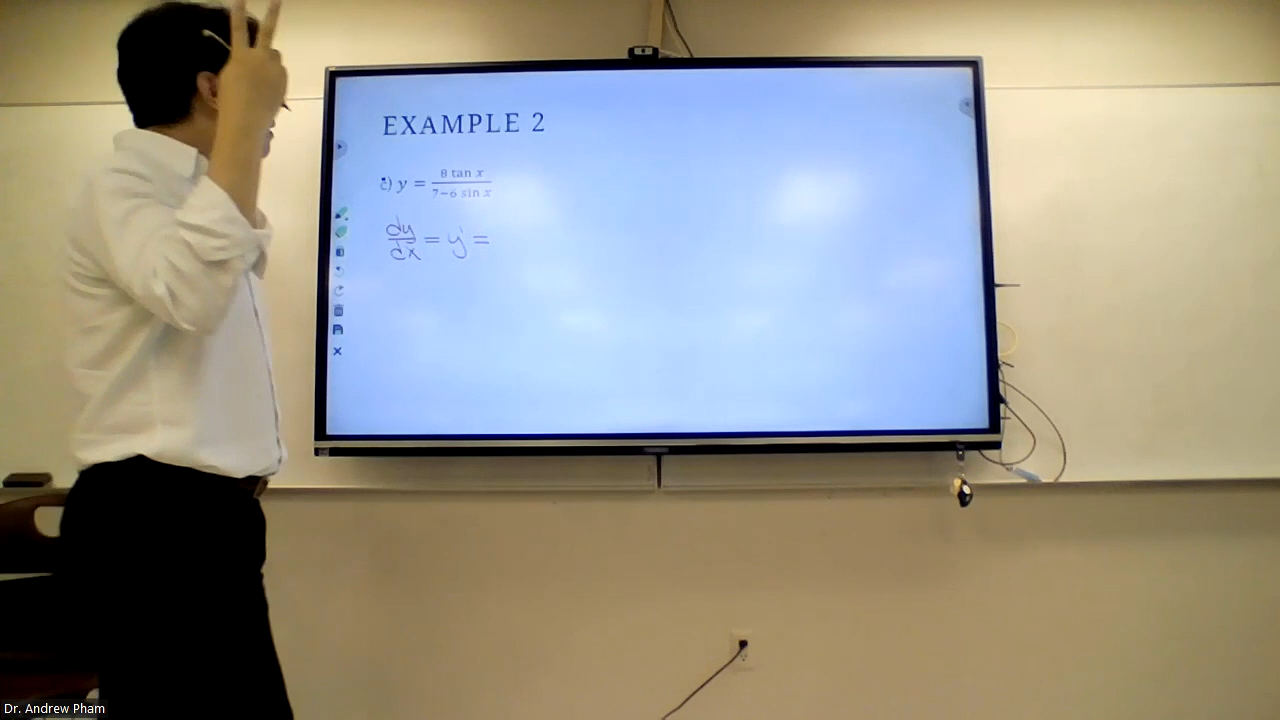 EXAMPLE 2
c) y = 8 tan x / 7−6 sin x
dy/dx = y' =
Dr. Andrew Pham